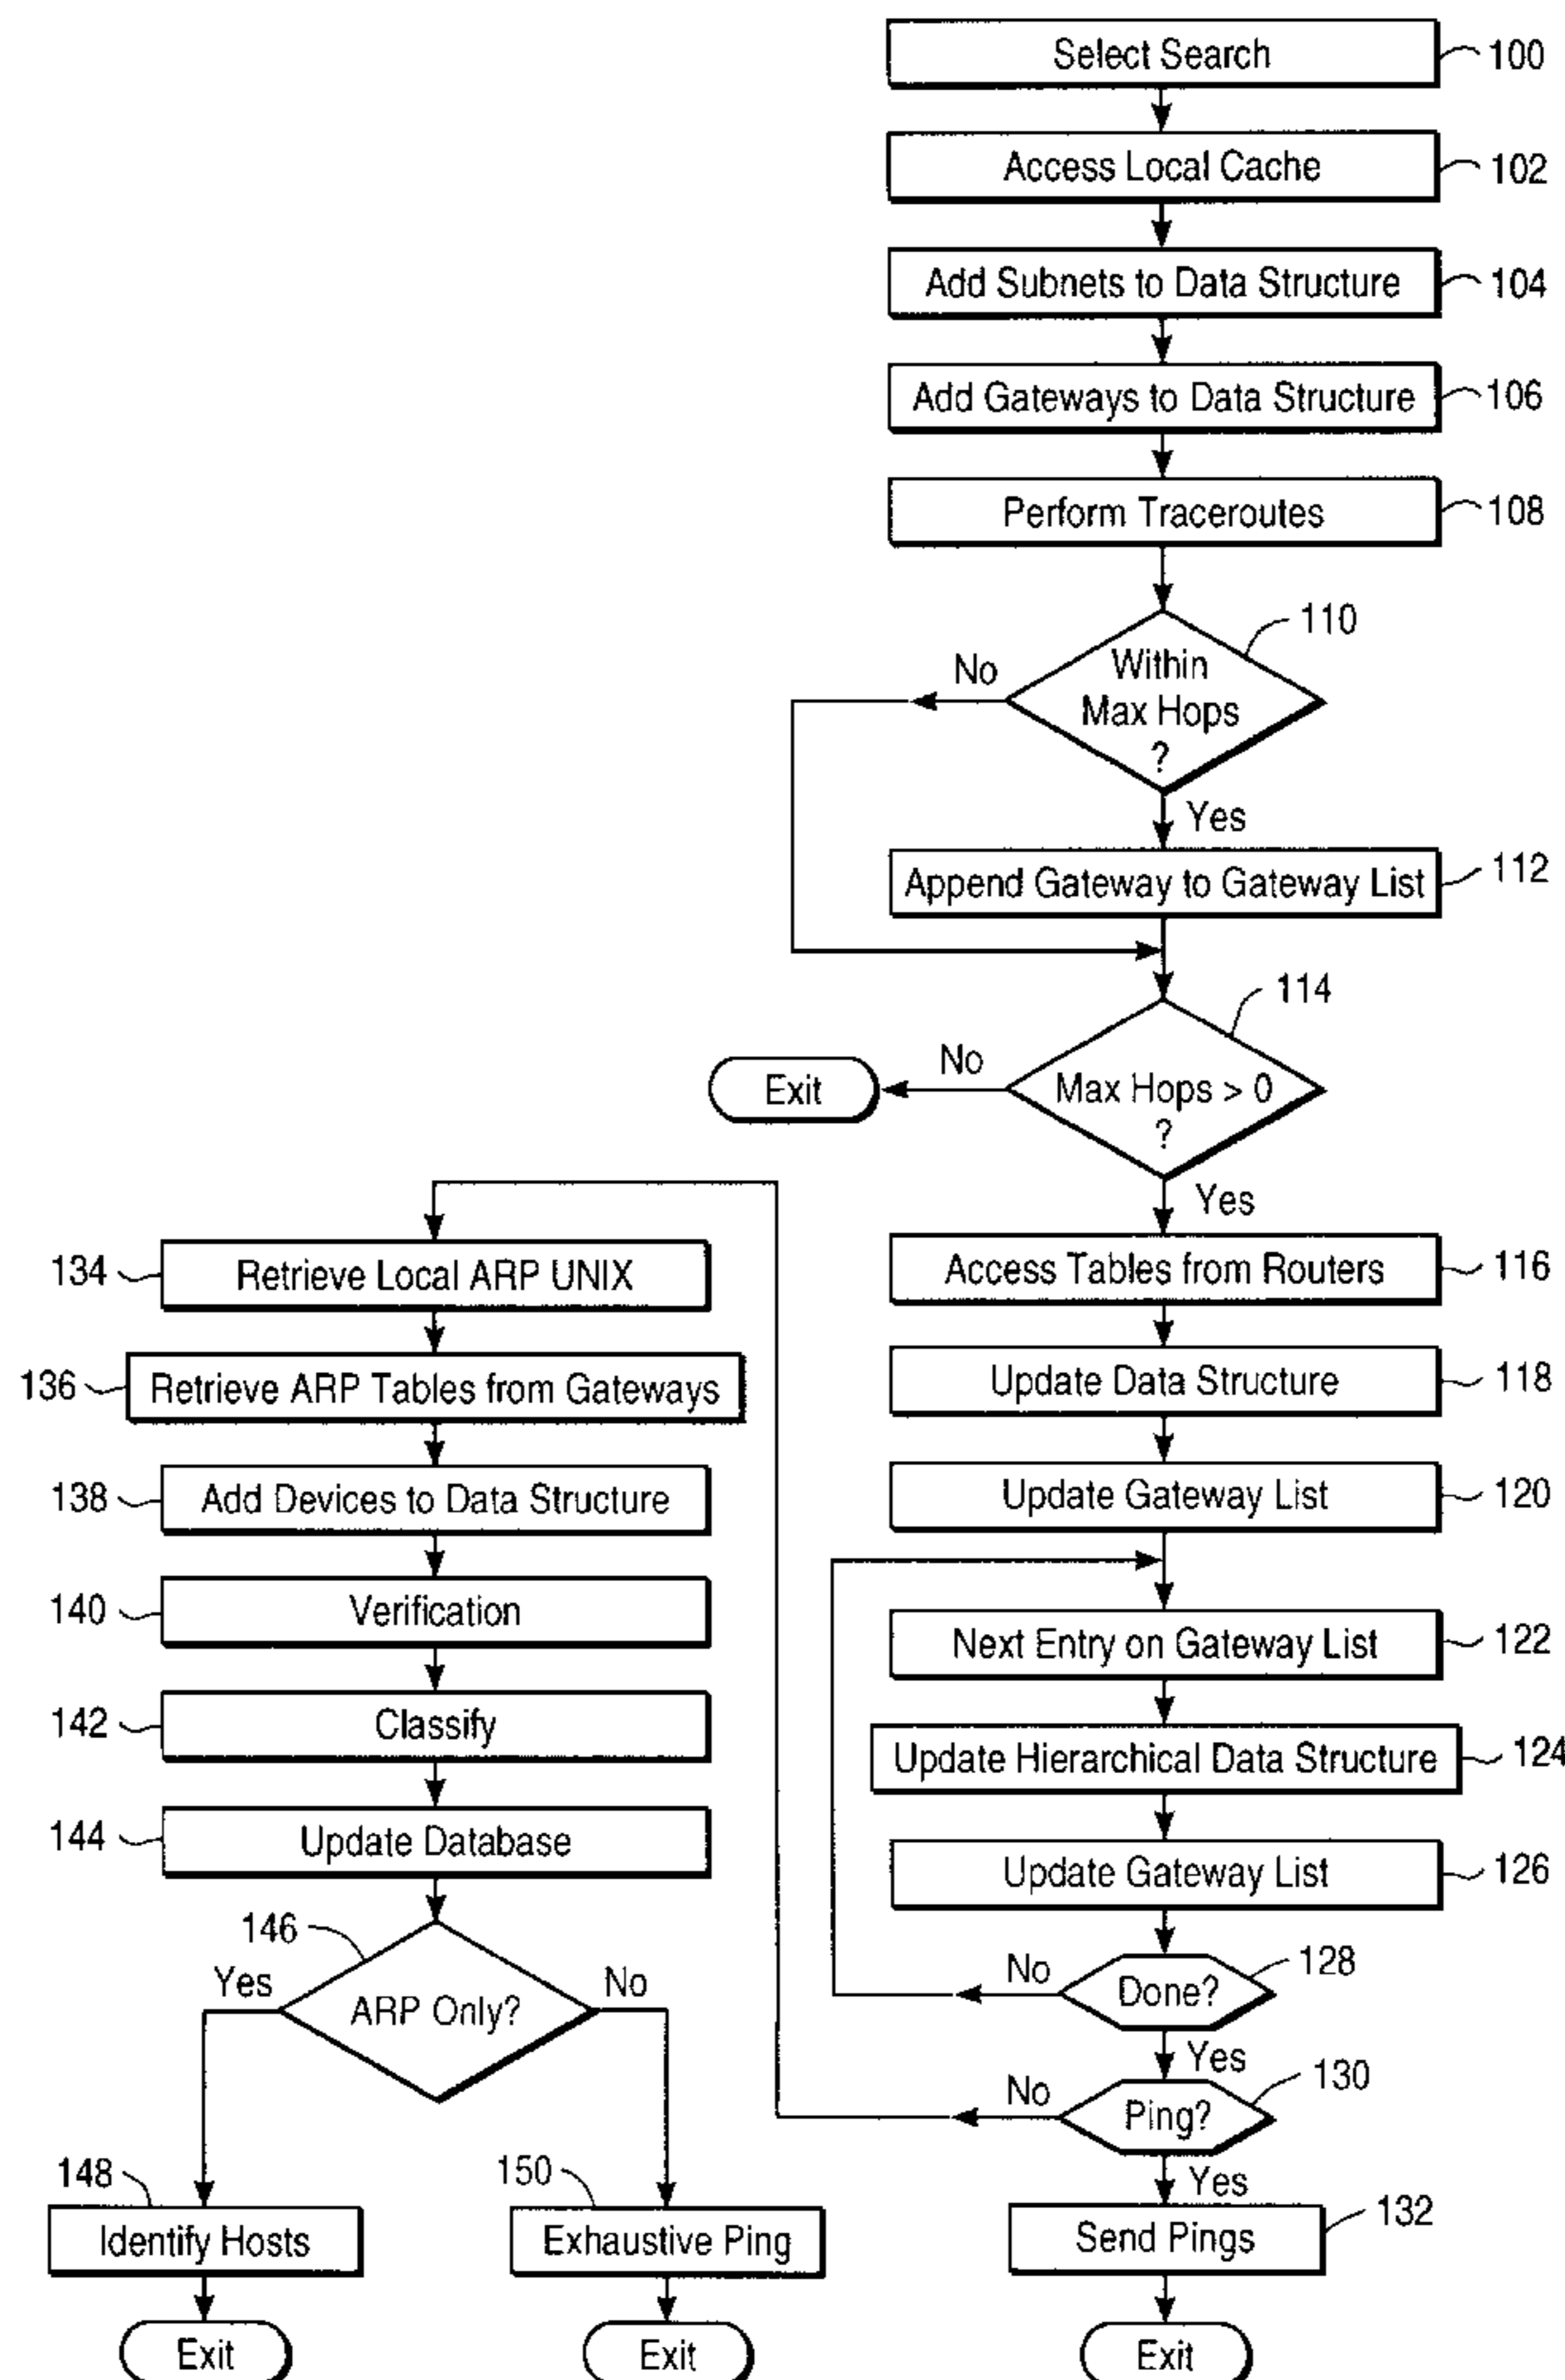 Select Search
100
Access Local Cache
102
Add Subnets to Data Structure
104
Add Gateways to Data Structure
106
Perform Traceroutes
108
110
Within
Max Hops
?
No
Yes
Append Gateway to Gateway List
112
114
Max Hops > 0
?
No
Exit
Yes
Access Tables from Routers
116
Update Data Structure
118
Update Gateway List
120
Next Entry on Gateway List
122
Update Hierarchical Data Structure
124
Update Gateway List
126
128
Done?
No
Yes
130
Ping?
No
Yes
132
Send Pings
Exit
134
Retrieve Local ARP UNIX
136
Retrieve ARP Tables from Gateways
138
Add Devices to Data Structure
140
Verification
142
Classify
144
Update Database
146
ARP Only?
Yes
No
148
Identify Hosts
Exit
150
Exhaustive Ping
Exit